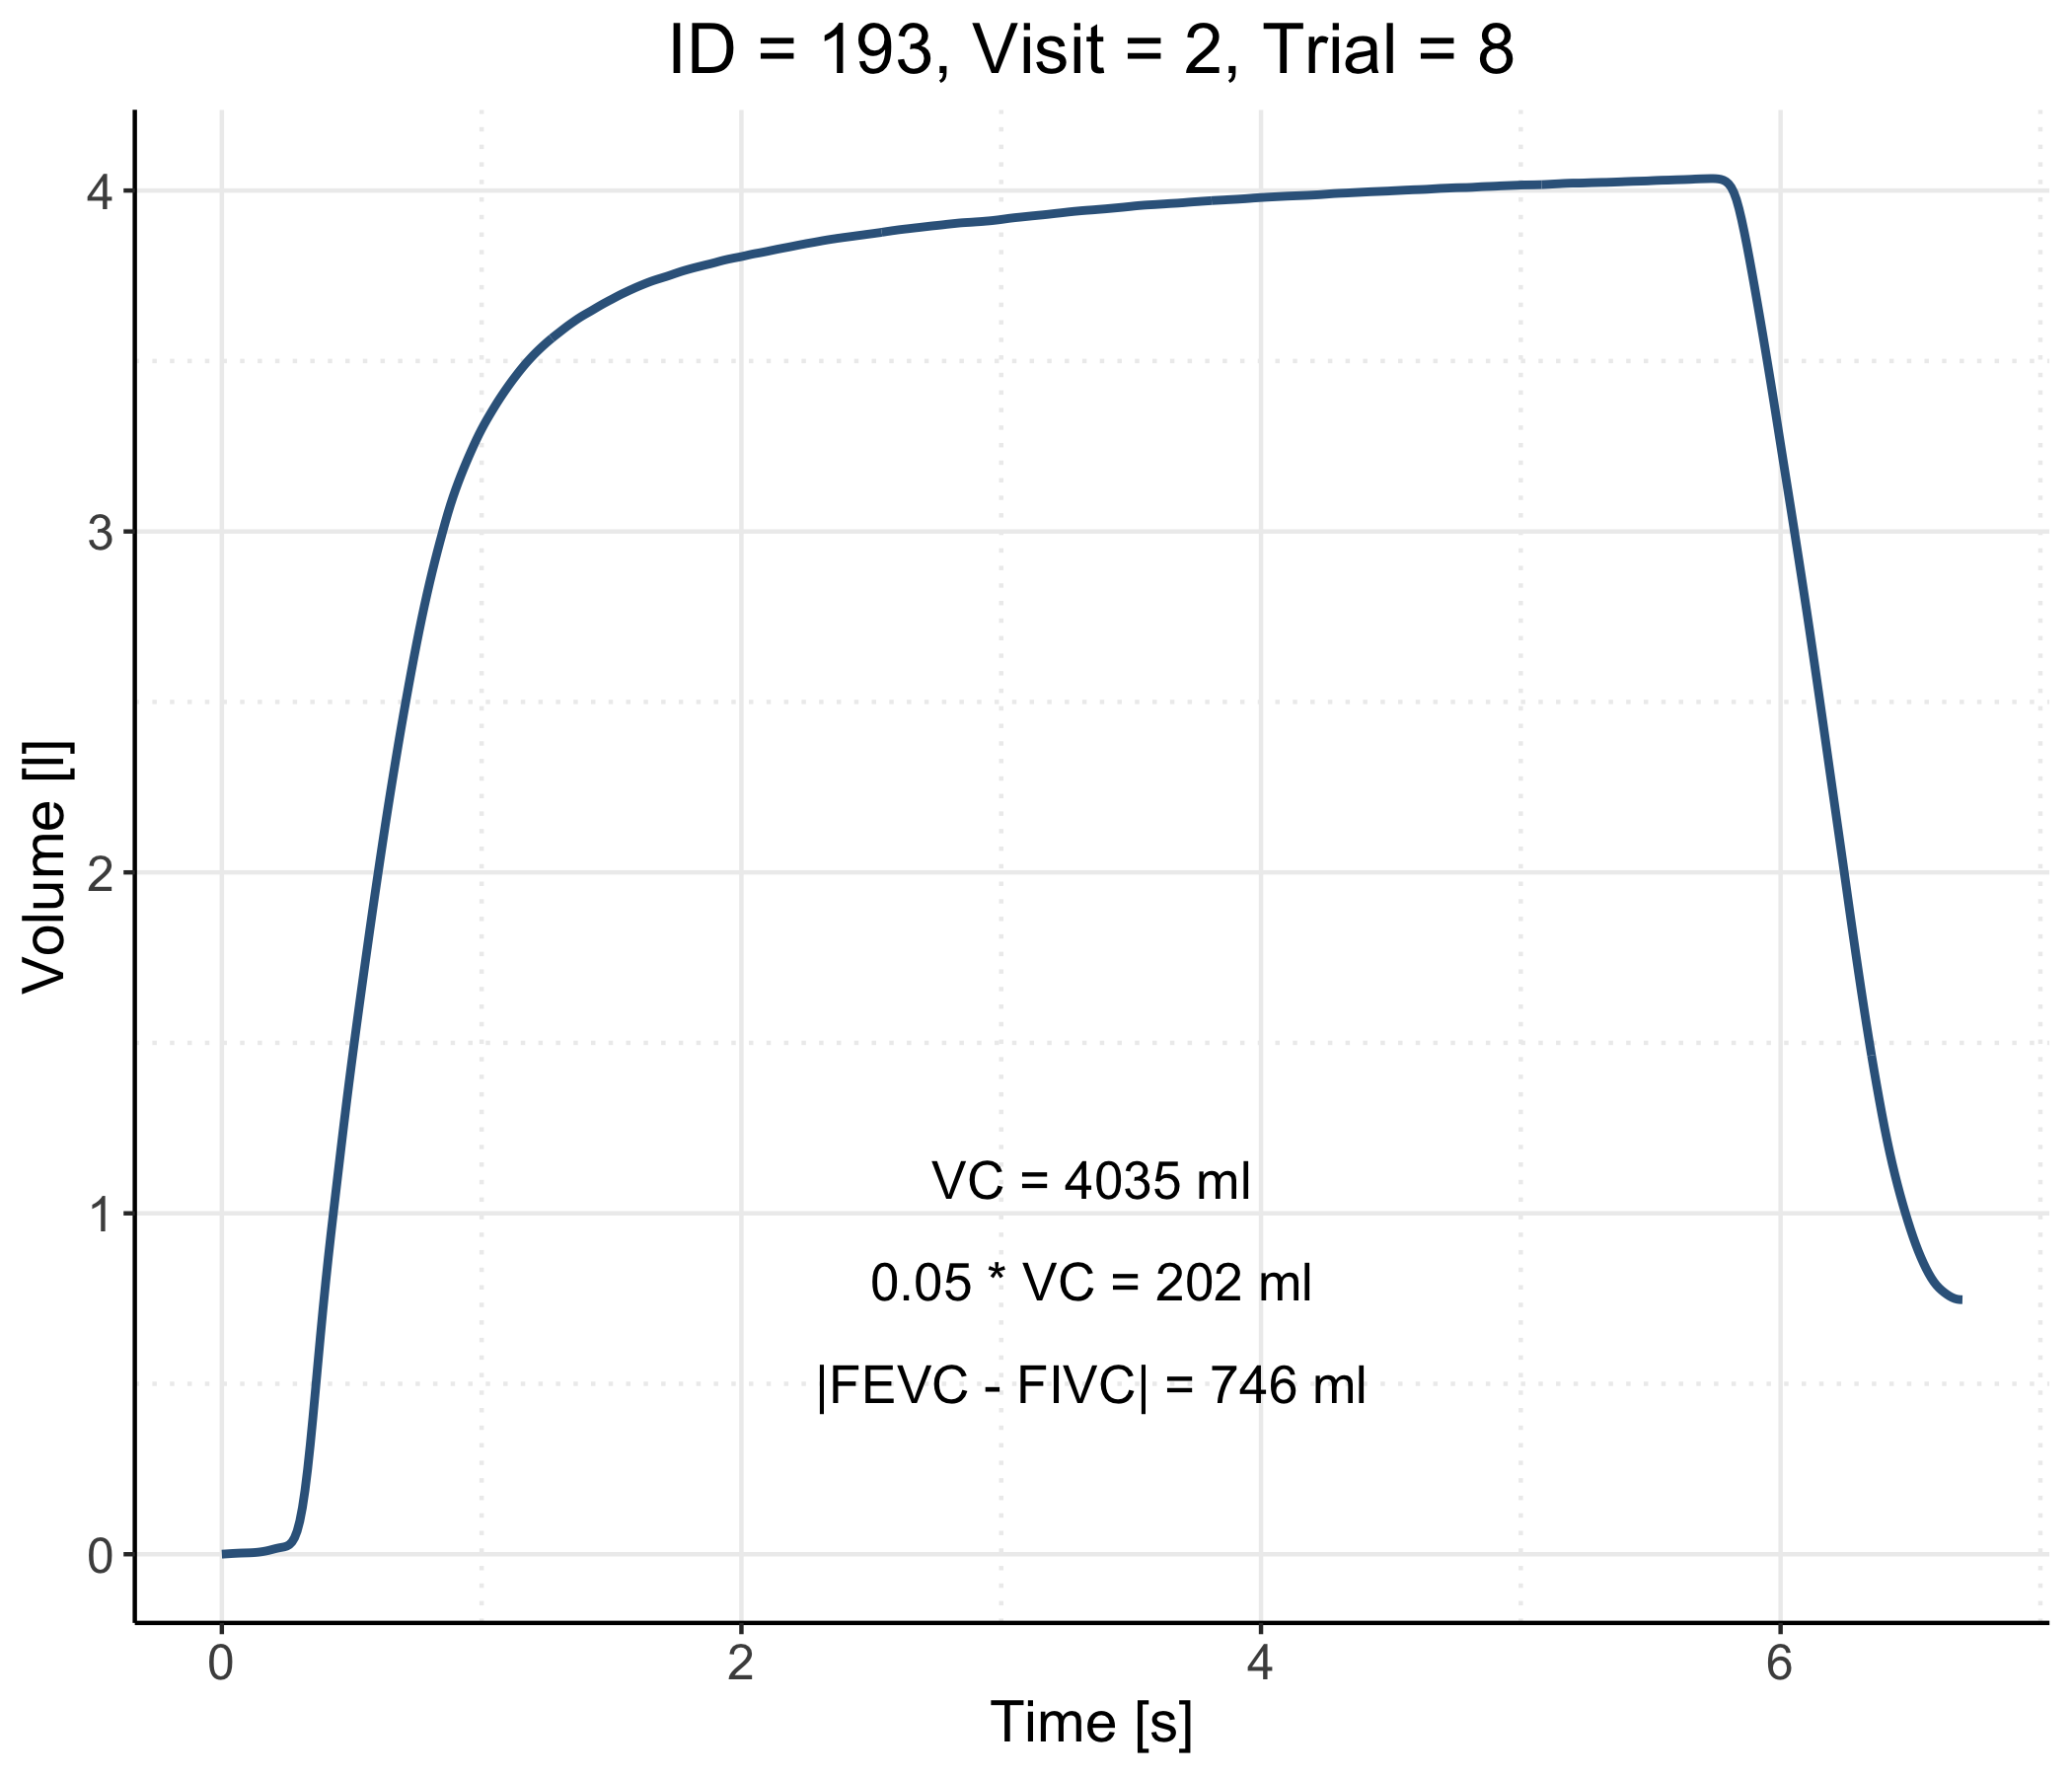 ID = 193, Visit = 2, Trial = 8
Volume [l]
4
3
2
1
0
VC = 4035 ml
0.05 * VC = 202 ml
|FEVC - FIVC| = 746 ml
0 2 4 6
Time [s]